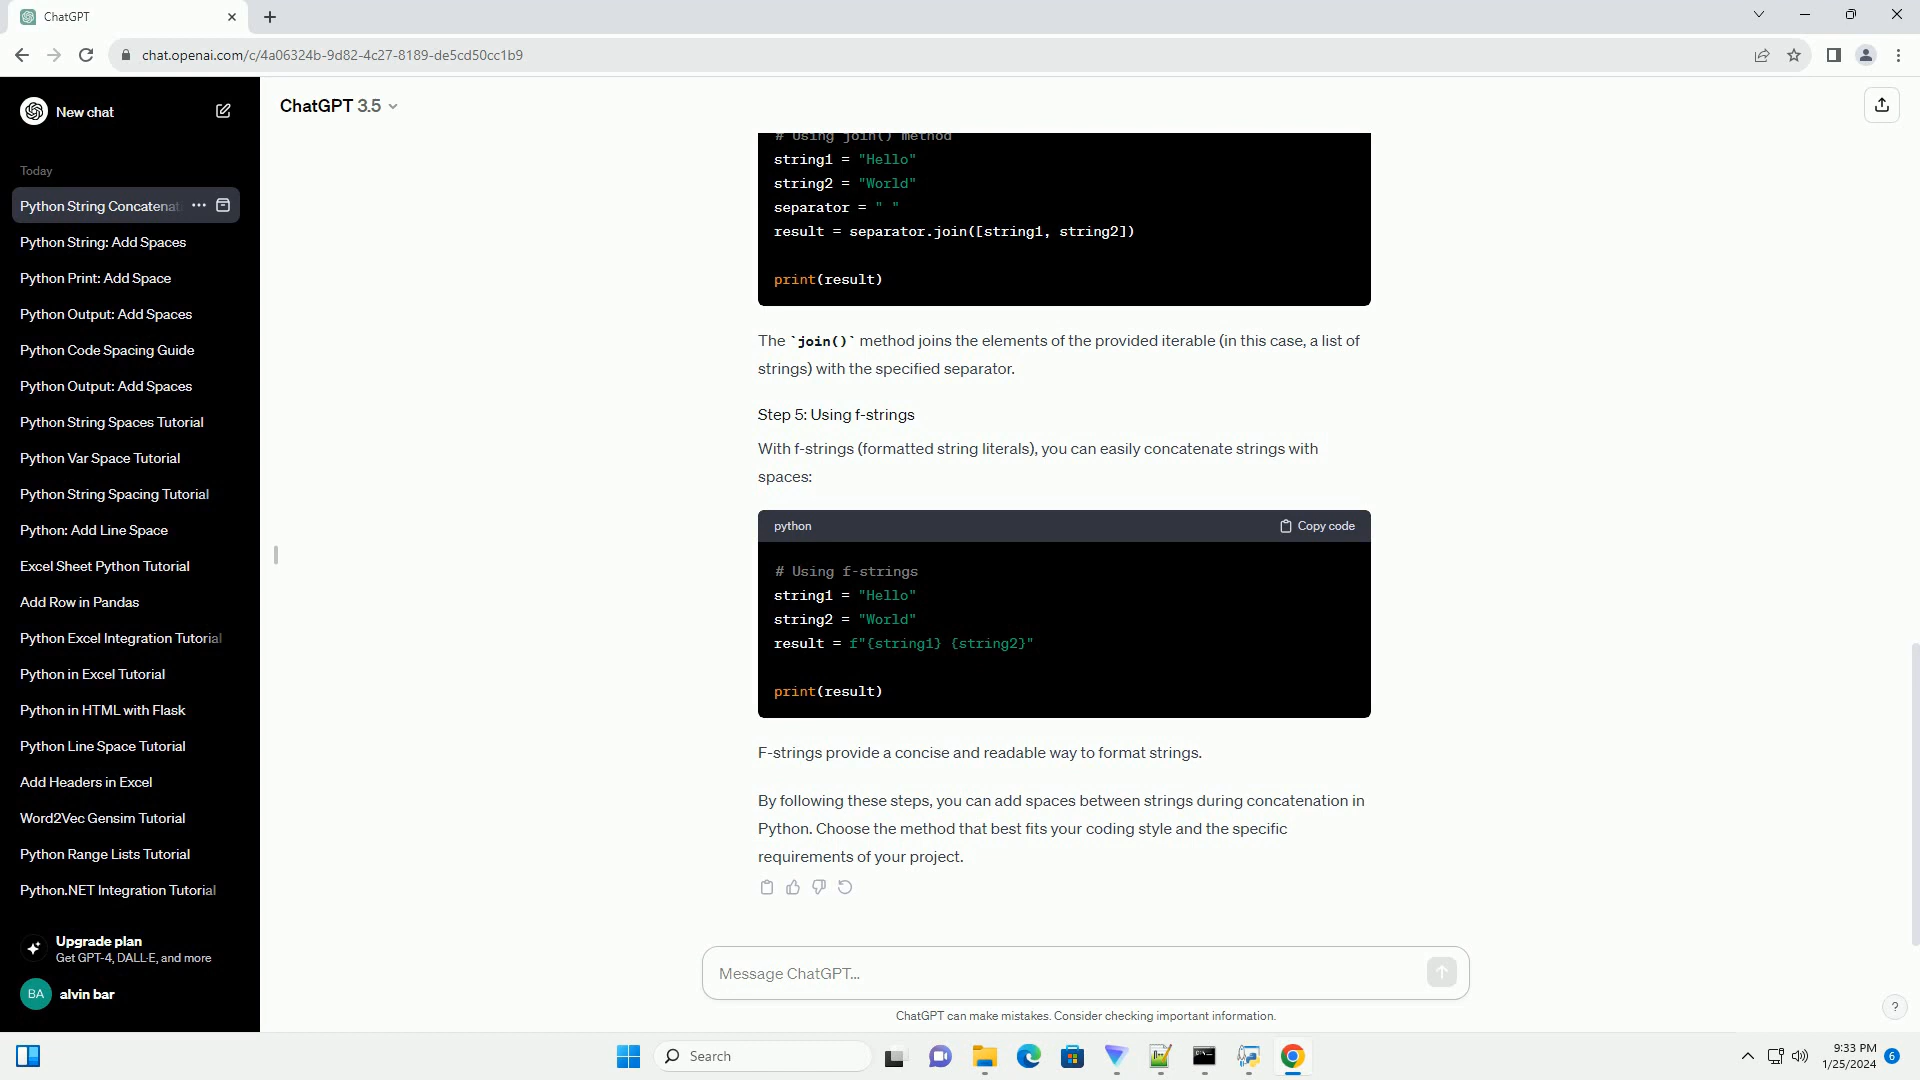 ChatGPT
chat.openai.com/c/4a06324b-9d82-4c27-8189-de5cd50cc1b9
New chat
Today
Python String Concatenat
Python String: Add Spaces
Python Print: Add Space
Python Output: Add Spaces
Python Code Spacing Guide
Python Output: Add Spaces
Python String Spaces Tutorial
Python Var Space Tutorial
Python String Spacing Tutorial
Python: Add Line Space
Excel Sheet Python Tutorial
Add Row in Pandas
Python Excel Integration Tutorial
Python in Excel Tutorial
Python in HTML with Flask
Python Line Space Tutorial
Add Headers in Excel
Word2Vec Gensim Tutorial
Python Range Lists Tutorial
Python.NET Integration Tutorial
Upgrade plan
Get GPT-4, DALL·E, and more
BA alvin bar
ChatGPT 3.5
# Using join() method
string1 = "Hello"
string2 = "World"
separator = " "
result = separator.join([string1, string2])
print(result)
The `join()` method joins the elements of the provided iterable (in this case, a list of
strings) with the specified separator.
Step 5: Using f-strings
With f-strings (formatted string literals), you can easily concatenate strings with
spaces:
python Copy code
# Using f-strings
string1 = "Hello"
string2 = "World"
result = f"{string1} {string2}"
print(result)
F-strings provide a concise and readable way to format strings.
By following these steps, you can add spaces between strings during concatenation in
Python. Choose the method that best fits your coding style and the specific
requirements of your project.
Message ChatGPT...
ChatGPT can make mistakes. Consider checking important information.
?
Search
9:33 PM
1/25/2024
6